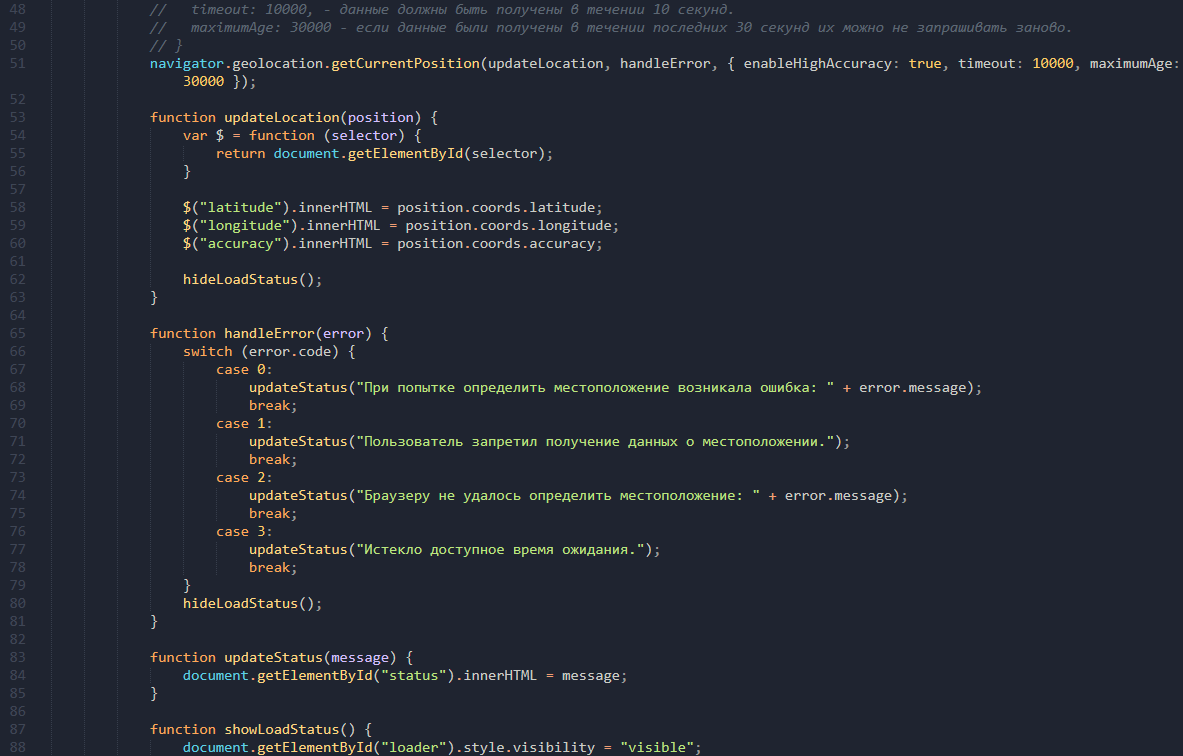 48 //   timeout: 10000, - данные должны быть получены в течении 10 секунд.
49 //   maximumAge: 30000 - если данные были получены в течении последних 30 секунд их можно не запрашивать заново.
50 // }
51 navigator.geolocation.getCurrentPosition(updateLocation, handleError, { enableHighAccuracy: true, timeout: 10000, maximumAge:
30000 });
52
53 function updateLocation(position) {
54     var $ = function (selector) {
55         return document.getElementById(selector);
56     }
57
58     $("latitude").innerHTML = position.coords.latitude;
59     $("longitude").innerHTML = position.coords.longitude;
60     $("accuracy").innerHTML = position.coords.accuracy;
61
62     hideLoadStatus();
63 }
64
65 function handleError(error) {
66     switch (error.code) {
67         case 0:
68             updateStatus("При попытке определить местоположение возникала ошибка: " + error.message);
69             break;
70         case 1:
71             updateStatus("Пользователь запретил получение данных о местоположении.");
72             break;
73         case 2:
74             updateStatus("Браузеру не удалось определить местоположение: " + error.message);
75             break;
76         case 3:
77             updateStatus("Истекло доступное время ожидания.");
78             break;
79     }
80     hideLoadStatus();
81 }
82
83 function updateStatus(message) {
84     document.getElementById("status").innerHTML = message;
85 }
86
87 function showLoadStatus() {
88     document.getElementById("loader").style.visibility = "visible";